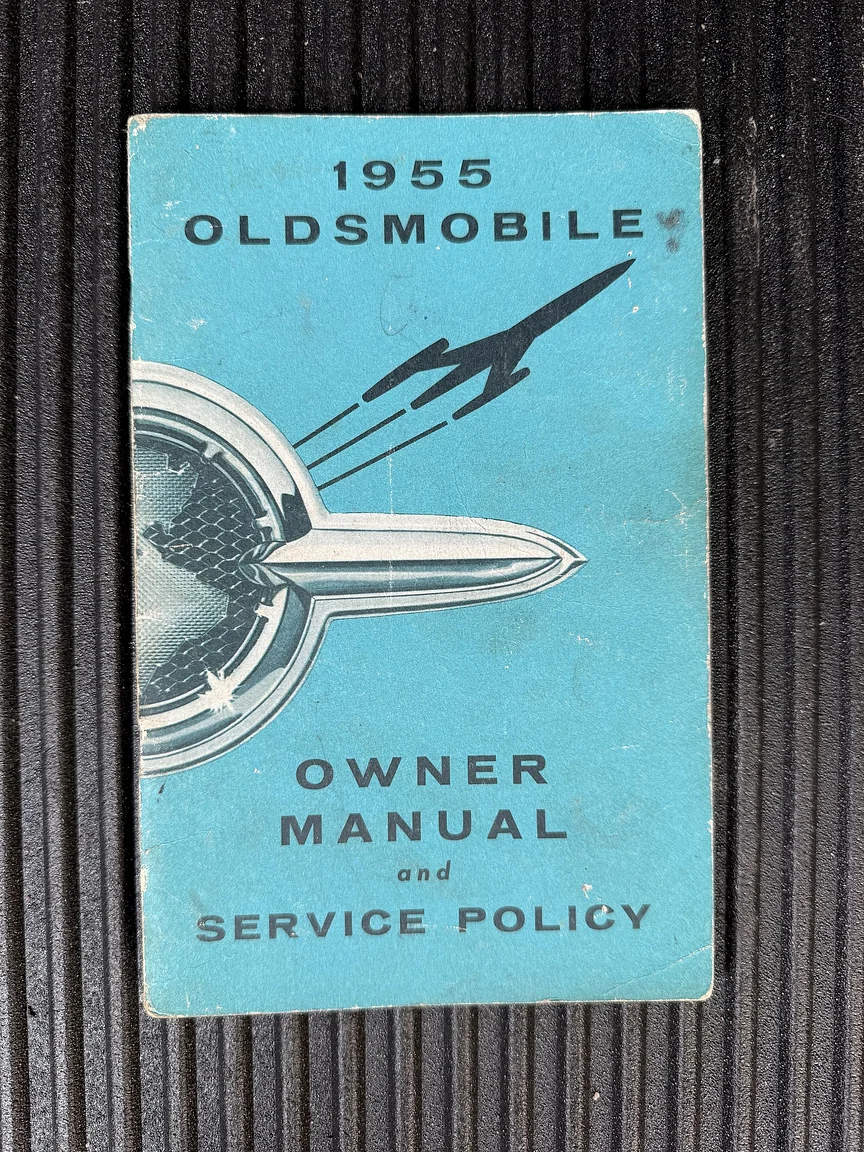 1955
OLDSMOBILE
OWNER
MANUAL
and
SERVICE POLICY